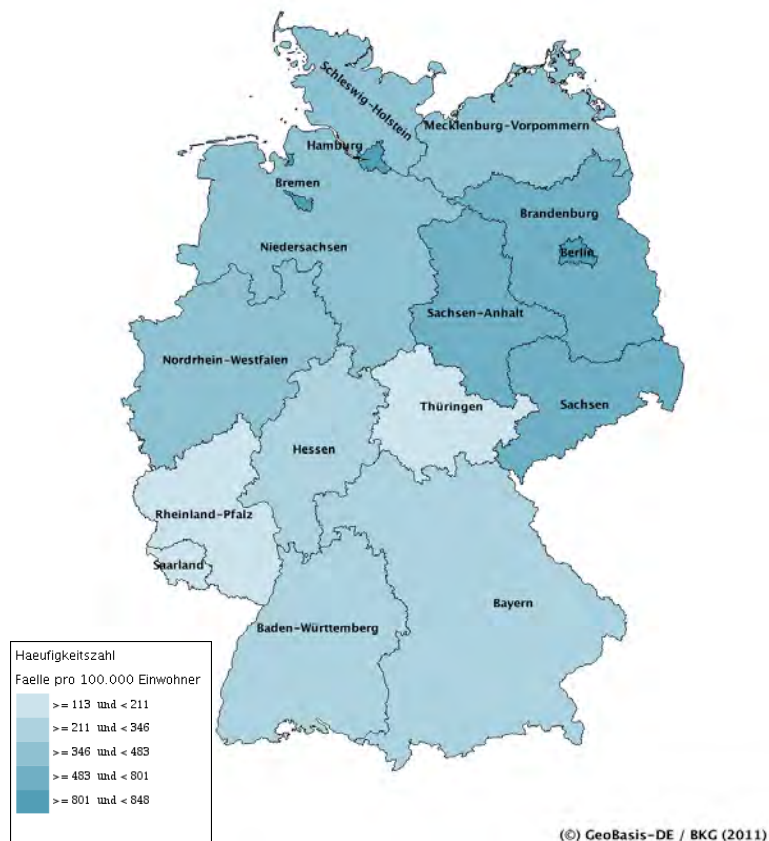 Schleswig-Holstein
Mecklenburg-Vorpommern
Hamburg
Bremen
Brandenburg
Niedersachsen
Berlin
Sachsen-Anhalt
Nordrhein-Westfalen
Thüringen
Sachsen
Hessen
Rheinland-Pfalz
Saarland
Bayern
Baden-Württemberg
Haeufigkeitszahl
Faelle pro 100.000 Einwohner
>= 113 und < 211
>= 211 und < 346
>= 346 und < 483
>= 483 und < 801
>= 801 und < 848
(c) GeoBasis-DE / BKG (2011)